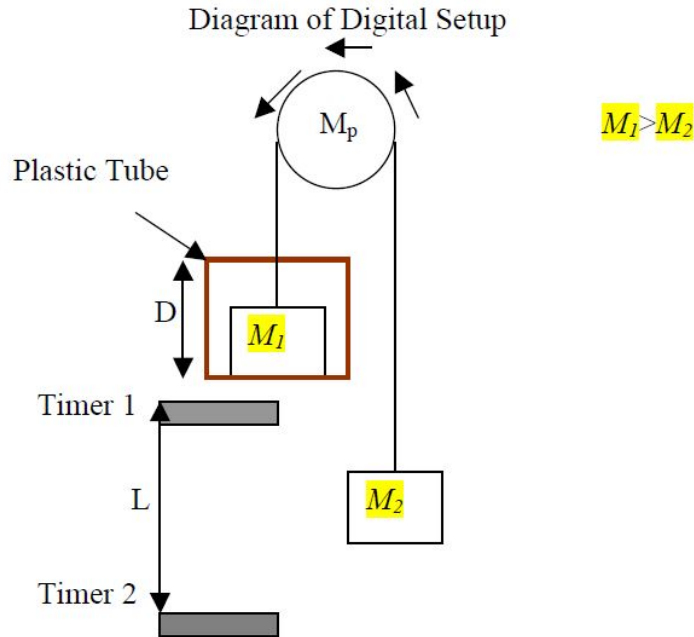 Diagram of Digital Setup
Mₚ
M₁>M₂
Plastic Tube
D
M₁
Timer 1
L
M₂
Timer 2